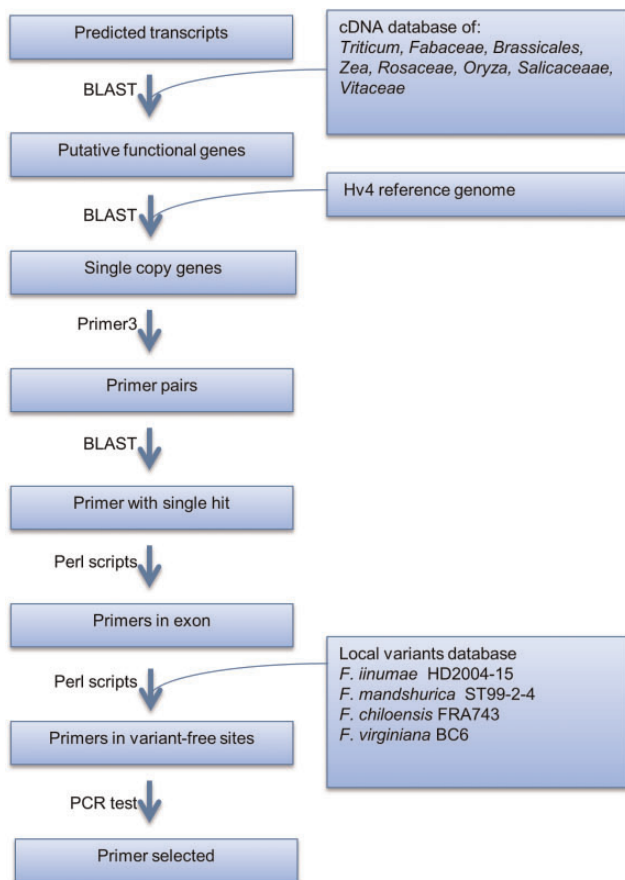 Predicted transcripts
cDNA database of:
Triticum, Fabaceae, Brassicales,
Zea, Rosaceae, Oryza, Salicaceaae,
Vitaceae
BLAST
Putative functional genes
BLAST
Hv4 reference genome
Single copy genes
Primer3
Primer pairs
BLAST
Primer with single hit
Perl scripts
Primers in exon
Perl scripts
Local variants database
F. iinumae HD2004-15
F. mandshurica ST99-2-4
F. chiloensis FRA743
F. virginiana BC6
Primers in variant-free sites
PCR test
Primer selected